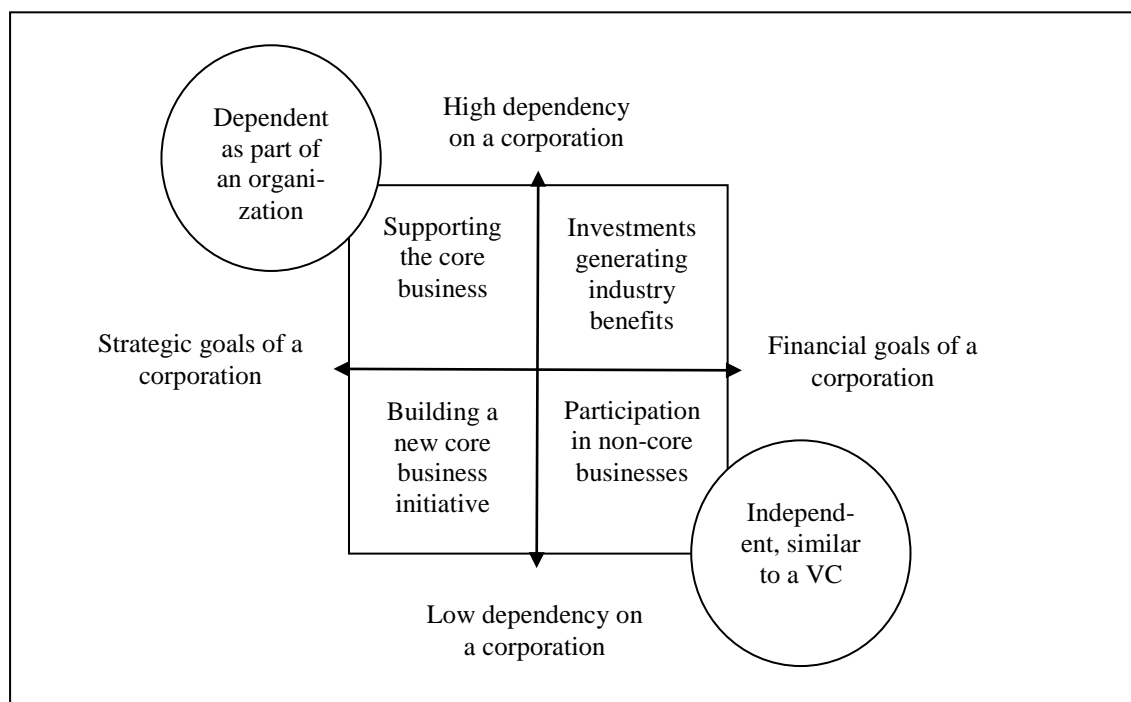 Dependent
as part of
an organi-
zation
High dependency
on a corporation
Supporting
the core
business
Investments
generating
industry
benefits
Strategic goals of a
corporation
Financial goals of a
corporation
Building a
new core
business
initiative
Participation
in non-core
businesses
Independ-
ent, similar
to a VC
Low dependency on
a corporation